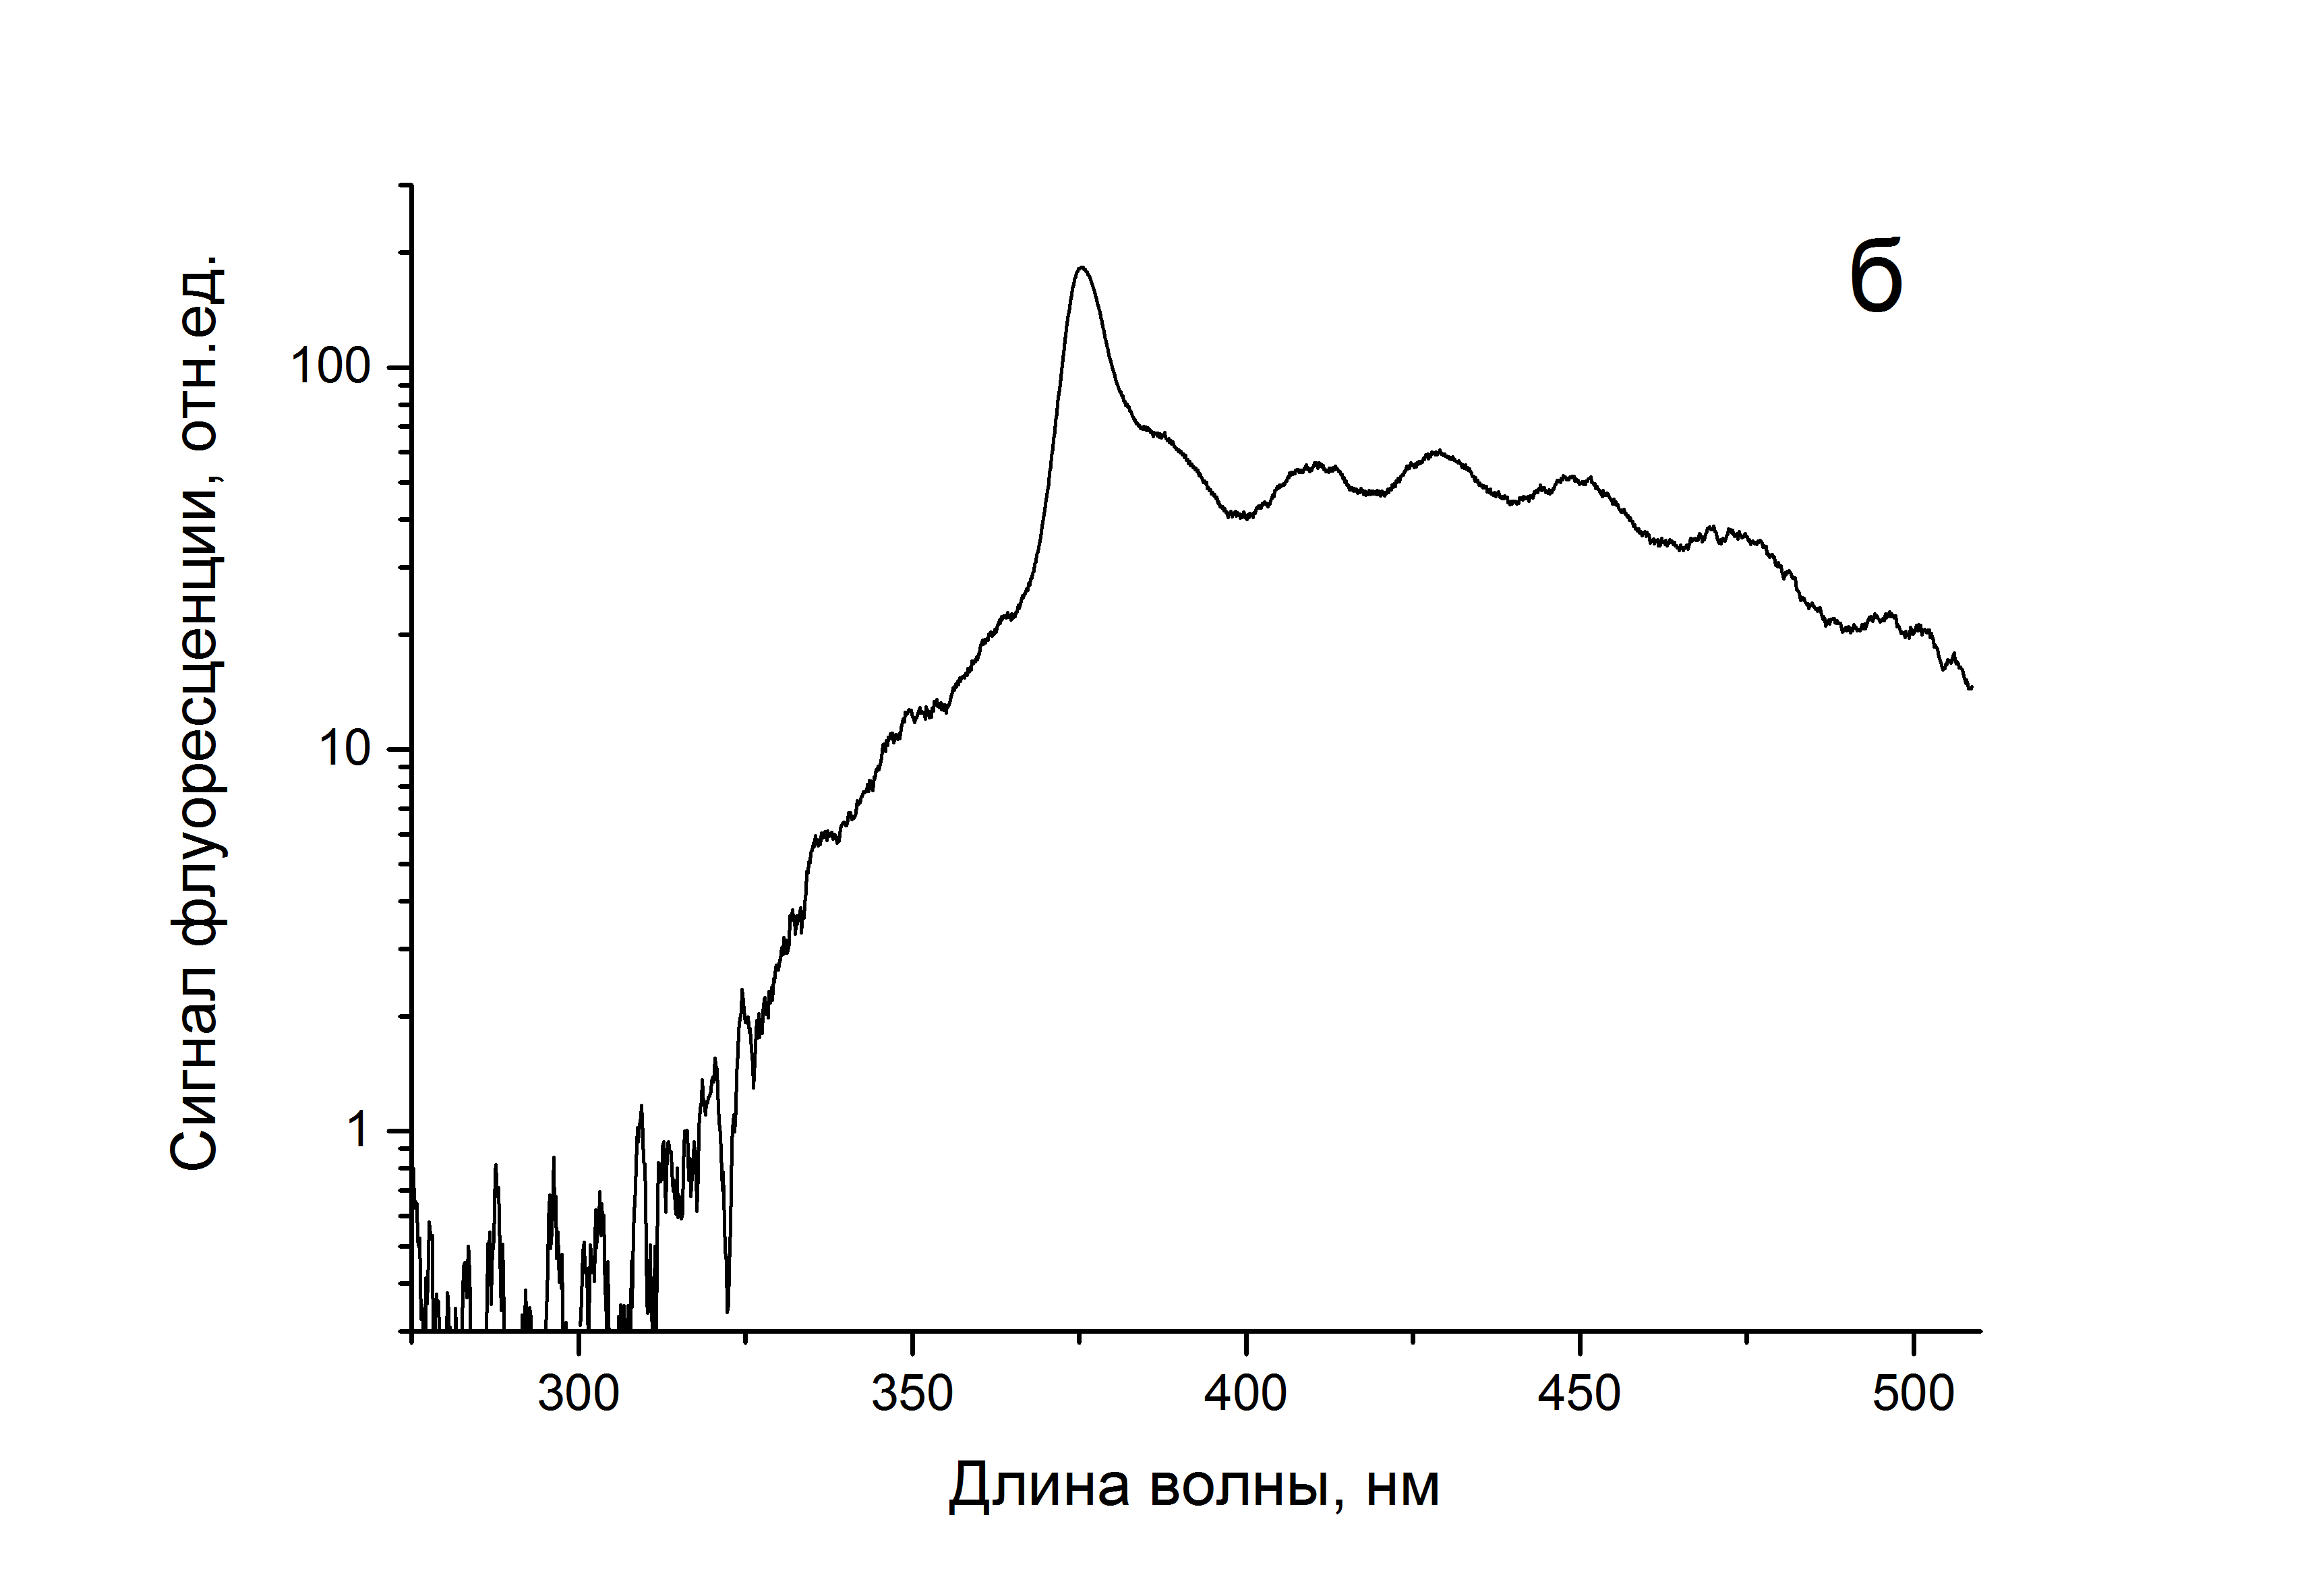 б
Сигнал флуоресценции, отн.ед.
100
10
1
300 350 400 450 500
Длина волны, нм